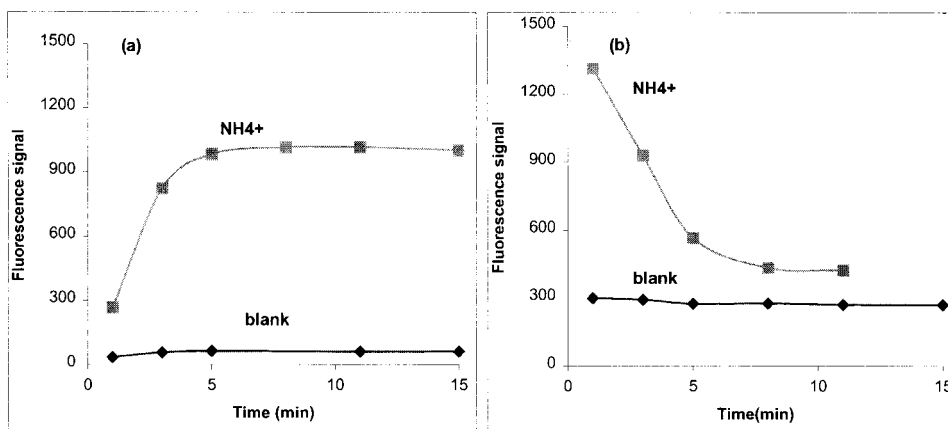 (a)
Fluorescence signal
1500
1200
900
600
300
0
NH4+
blank
0 5 10 15
Time (min)
(b)
Fluorescence signal
1500
1200
900
600
300
0
NH4+
blank
0 5 10 15
Time(min)